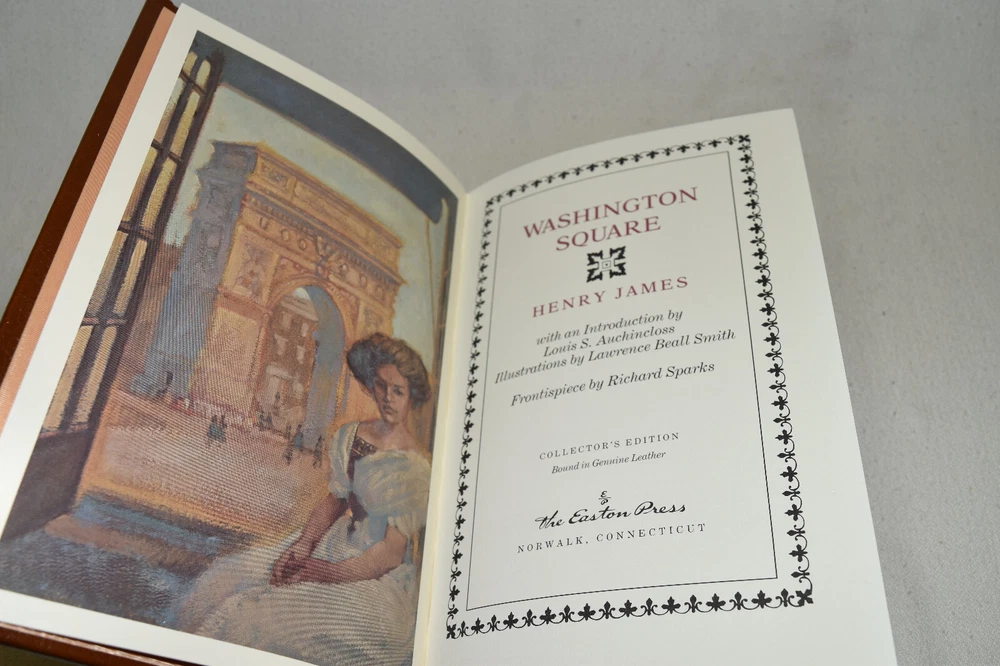 WASHINGTON
SQUARE
HENRY JAMES
with an Introduction by
Louis S. Auchincloss
Illustrations by Lawrence Beall Smith
Frontispiece by Richard Sparks
COLLECTOR'S EDITION
Bound in Genuine Leather
The Easton Press
NORWALK, CONNECTICUT